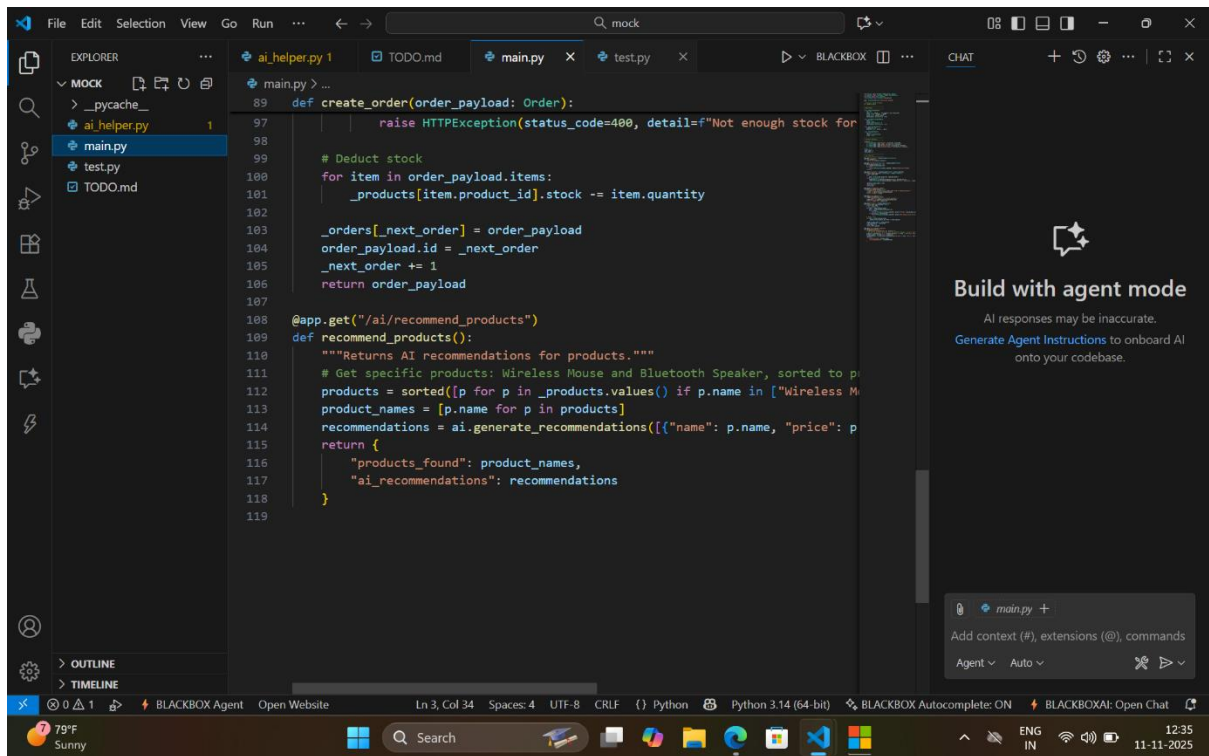 File Edit Selection View Go Run ··· mock
EXPLORER ···
MOCK
__pycache__
ai_helper.py 1
main.py
test.py
TODO.md
OUTLINE
TIMELINE
ai_helper.py 1 TODO.md main.py test.py BLACKBOX ···
main.py > ...
89 def create_order(order_payload: Order):
97 raise HTTPException(status_code=400, detail=f"Not enough stock for
98
99 # Deduct stock
100 for item in order_payload.items:
101 _products[item.product_id].stock -= item.quantity
102
103 _orders[_next_order] = order_payload
104 order_payload.id = _next_order
105 _next_order += 1
106 return order_payload
107
108 @app.get("/ai/recommend_products")
109 def recommend_products():
110 """Returns AI recommendations for products."""
111 # Get specific products: Wireless Mouse and Bluetooth Speaker, sorted to p
112 products = sorted([p for p in _products.values() if p.name in ["Wireless M
113 product_names = [p.name for p in products]
114 recommendations = ai.generate_recommendations([{"name": p.name, "price": p
115 return {
116 "products_found": product_names,
117 "ai_recommendations": recommendations
118 }
119
CHAT
Build with agent mode
AI responses may be inaccurate.
Generate Agent Instructions to onboard AI
onto your codebase.
main.py
Add context (#), extensions (@), commands
Agent Auto
0 1 BLACKBOX Agent Open Website Ln 3, Col 34 Spaces: 4 UTF-8 CRLF {} Python Python 3.14 (64-bit) BLACKBOX Autocomplete: ON BLACKBOXAI: Open Chat
7 79°F
Sunny
Search
ENG
IN
12:35
11-11-2025